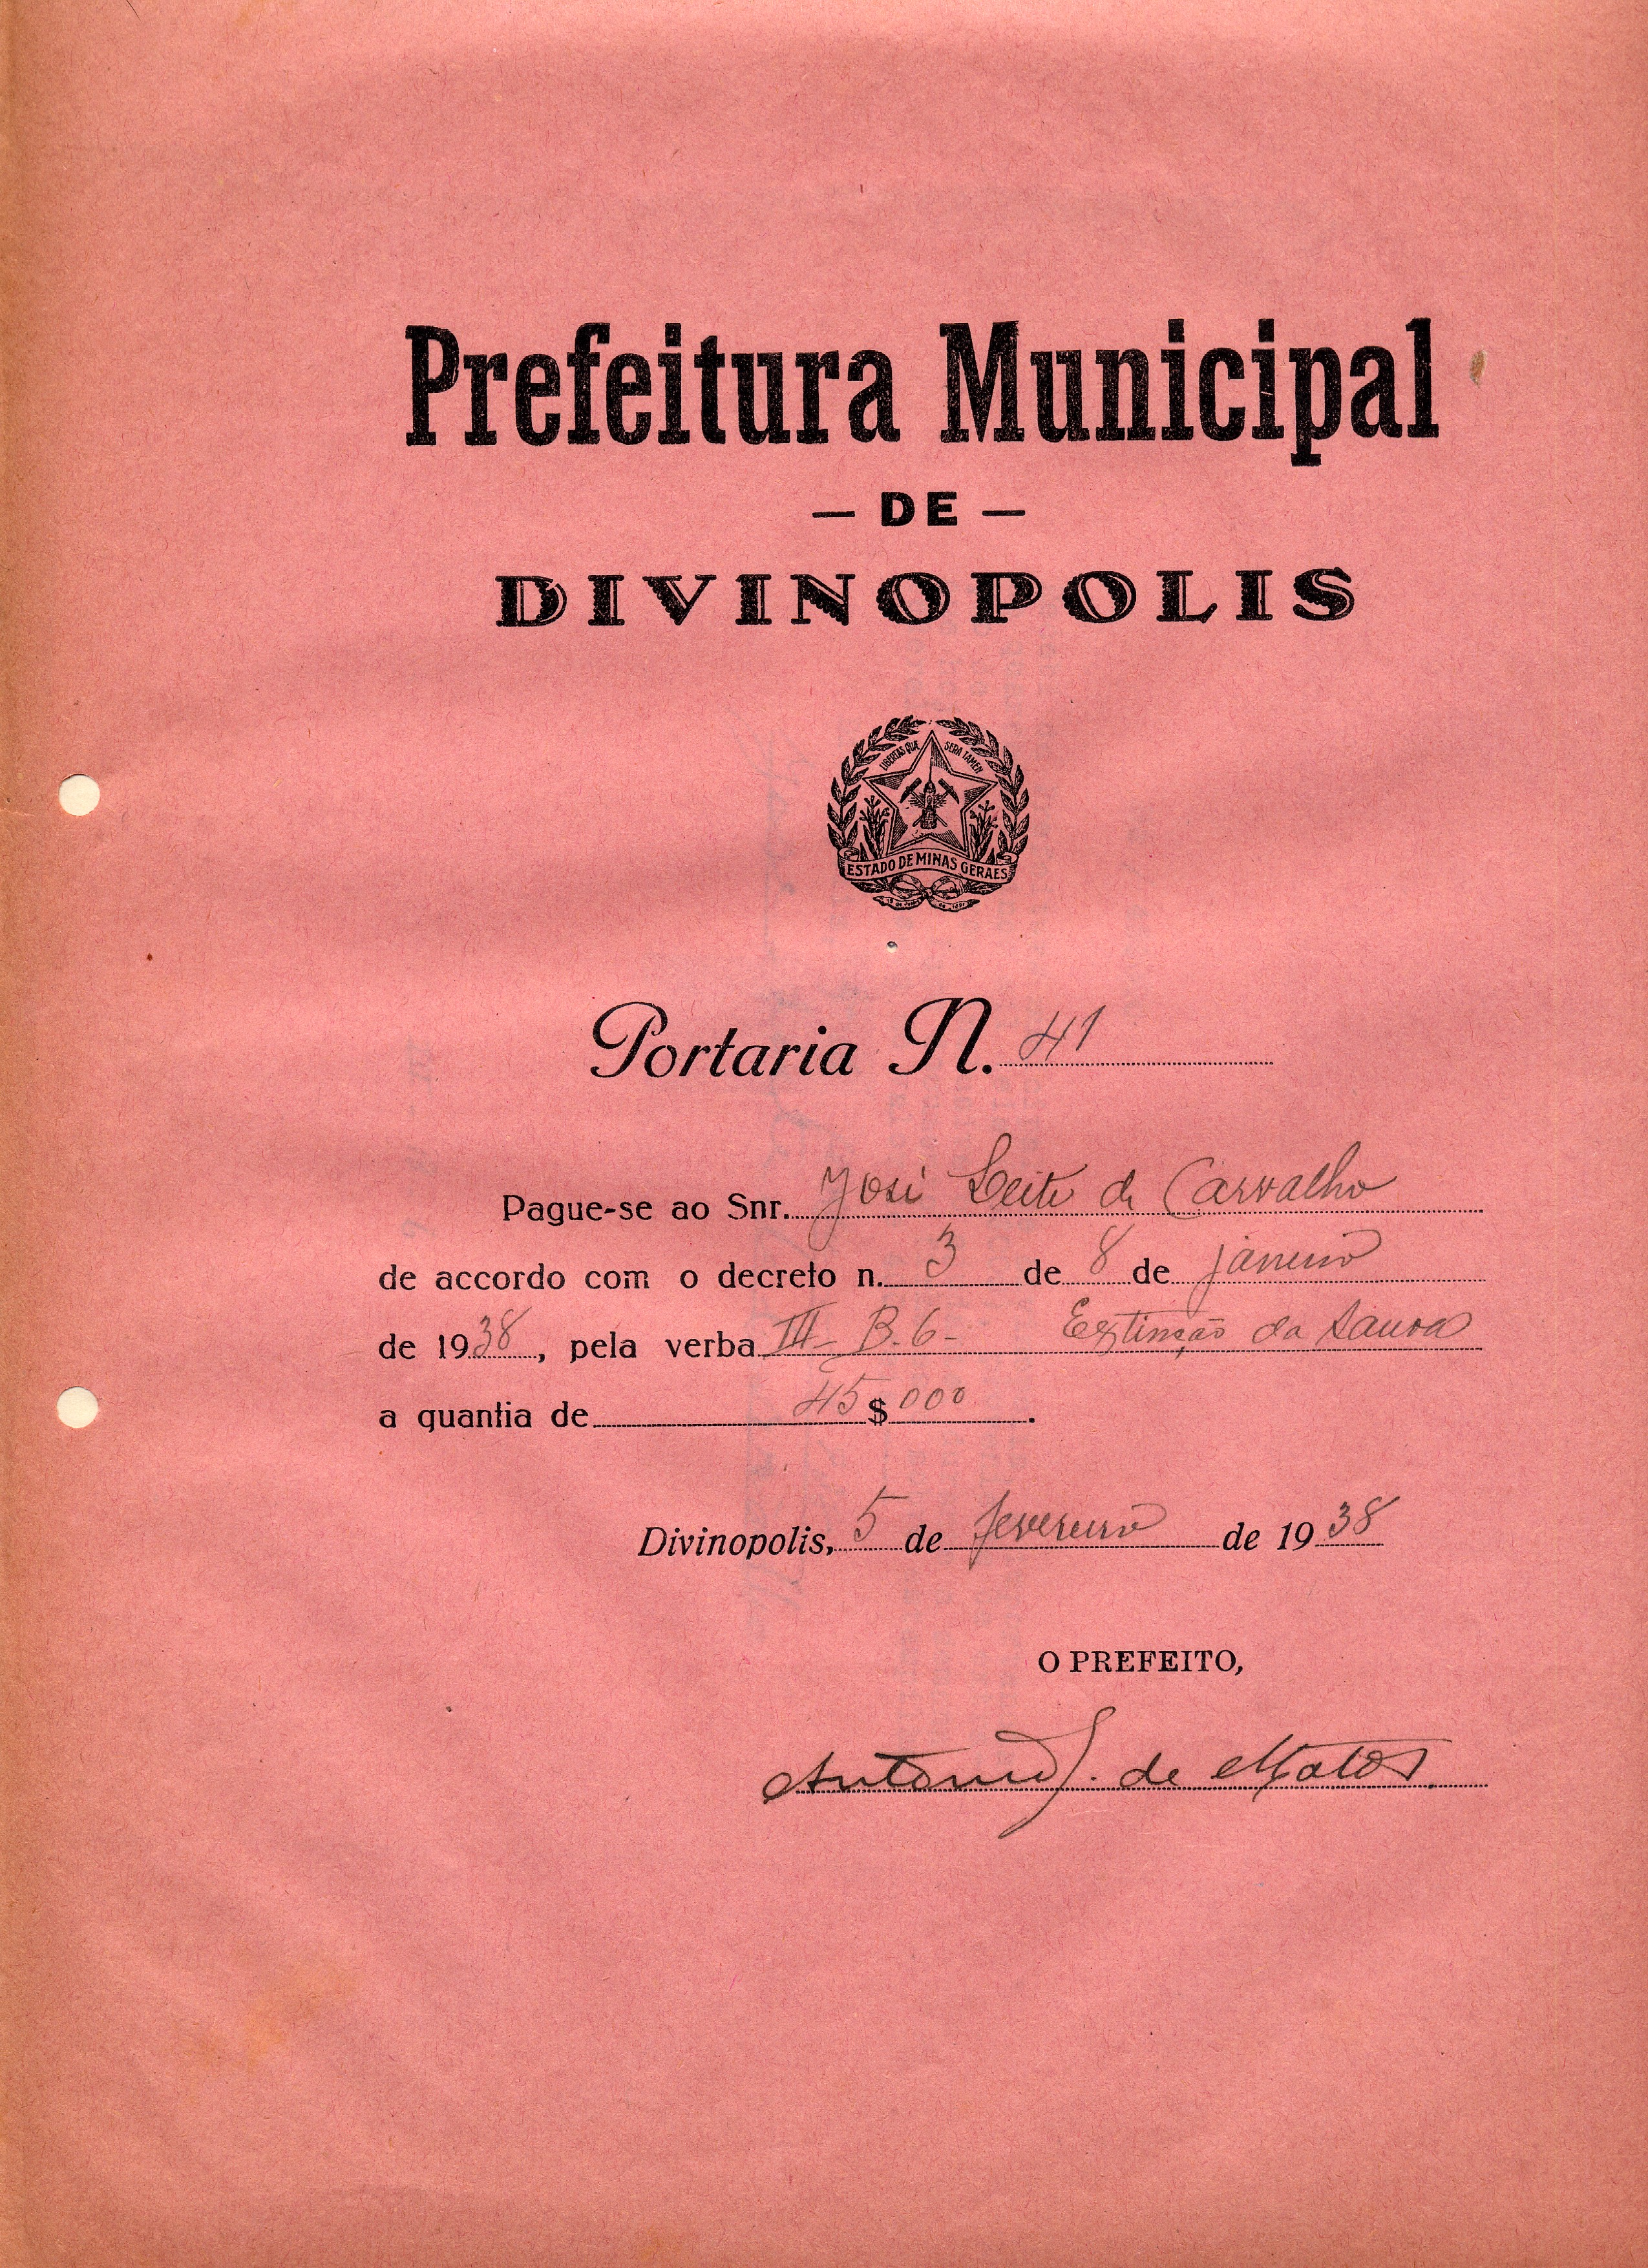 Prefeitura Municipal
— DE —
DIVINOPOLIS
LIBERTAS QUÆ SERA TAMEN
ESTADO DE MINAS GERAES
Portaria N. 41
Pague-se ao Snr. José Leite de Carvalho
de accordo com o decreto n. 3 de 8 de janeiro
de 1938, pela verba III - B. 6 - Extinção da Sauva
a quantia de 45$000.
Divinopolis, 5 de fevereiro de 1938
O PREFEITO,
Antonio G. de Matos.